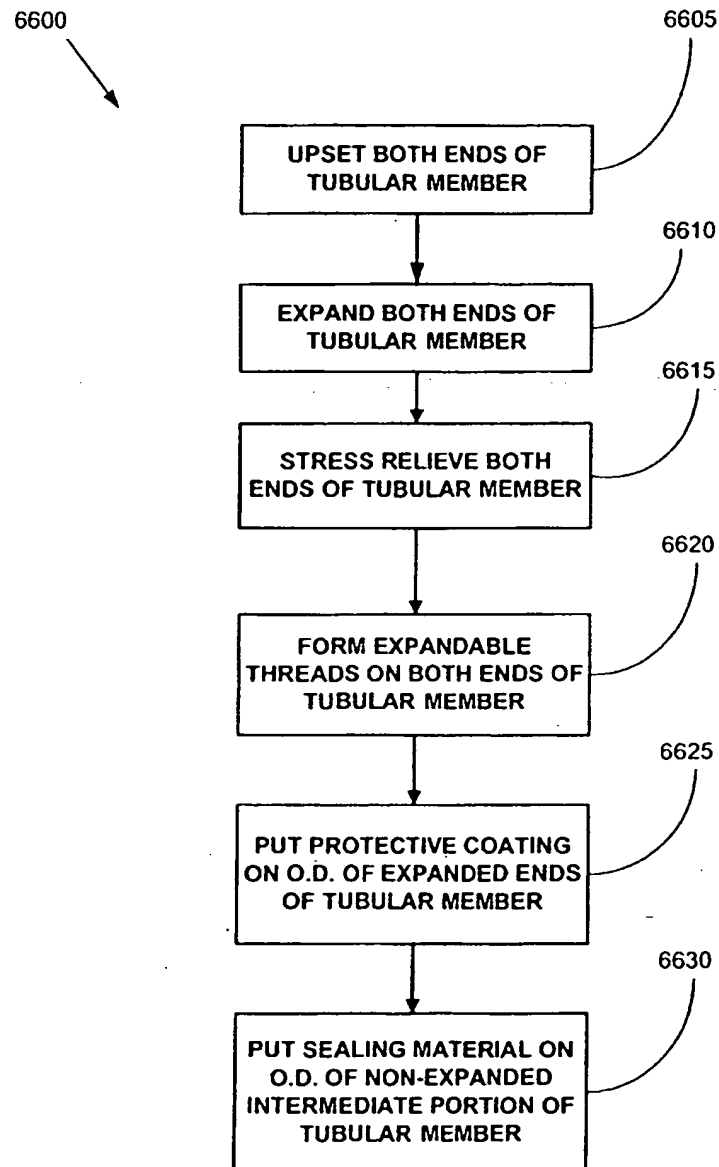 6600
6605
UPSET BOTH ENDS OF
TUBULAR MEMBER
6610
EXPAND BOTH ENDS OF
TUBULAR MEMBER
6615
STRESS RELIEVE BOTH
ENDS OF TUBULAR MEMBER
6620
FORM EXPANDABLE
THREADS ON BOTH ENDS OF
TUBULAR MEMBER
6625
PUT PROTECTIVE COATING
ON O.D. OF EXPANDED ENDS
OF TUBULAR MEMBER
6630
PUT SEALING MATERIAL ON
O.D. OF NON-EXPANDED
INTERMEDIATE PORTION OF
TUBULAR MEMBER